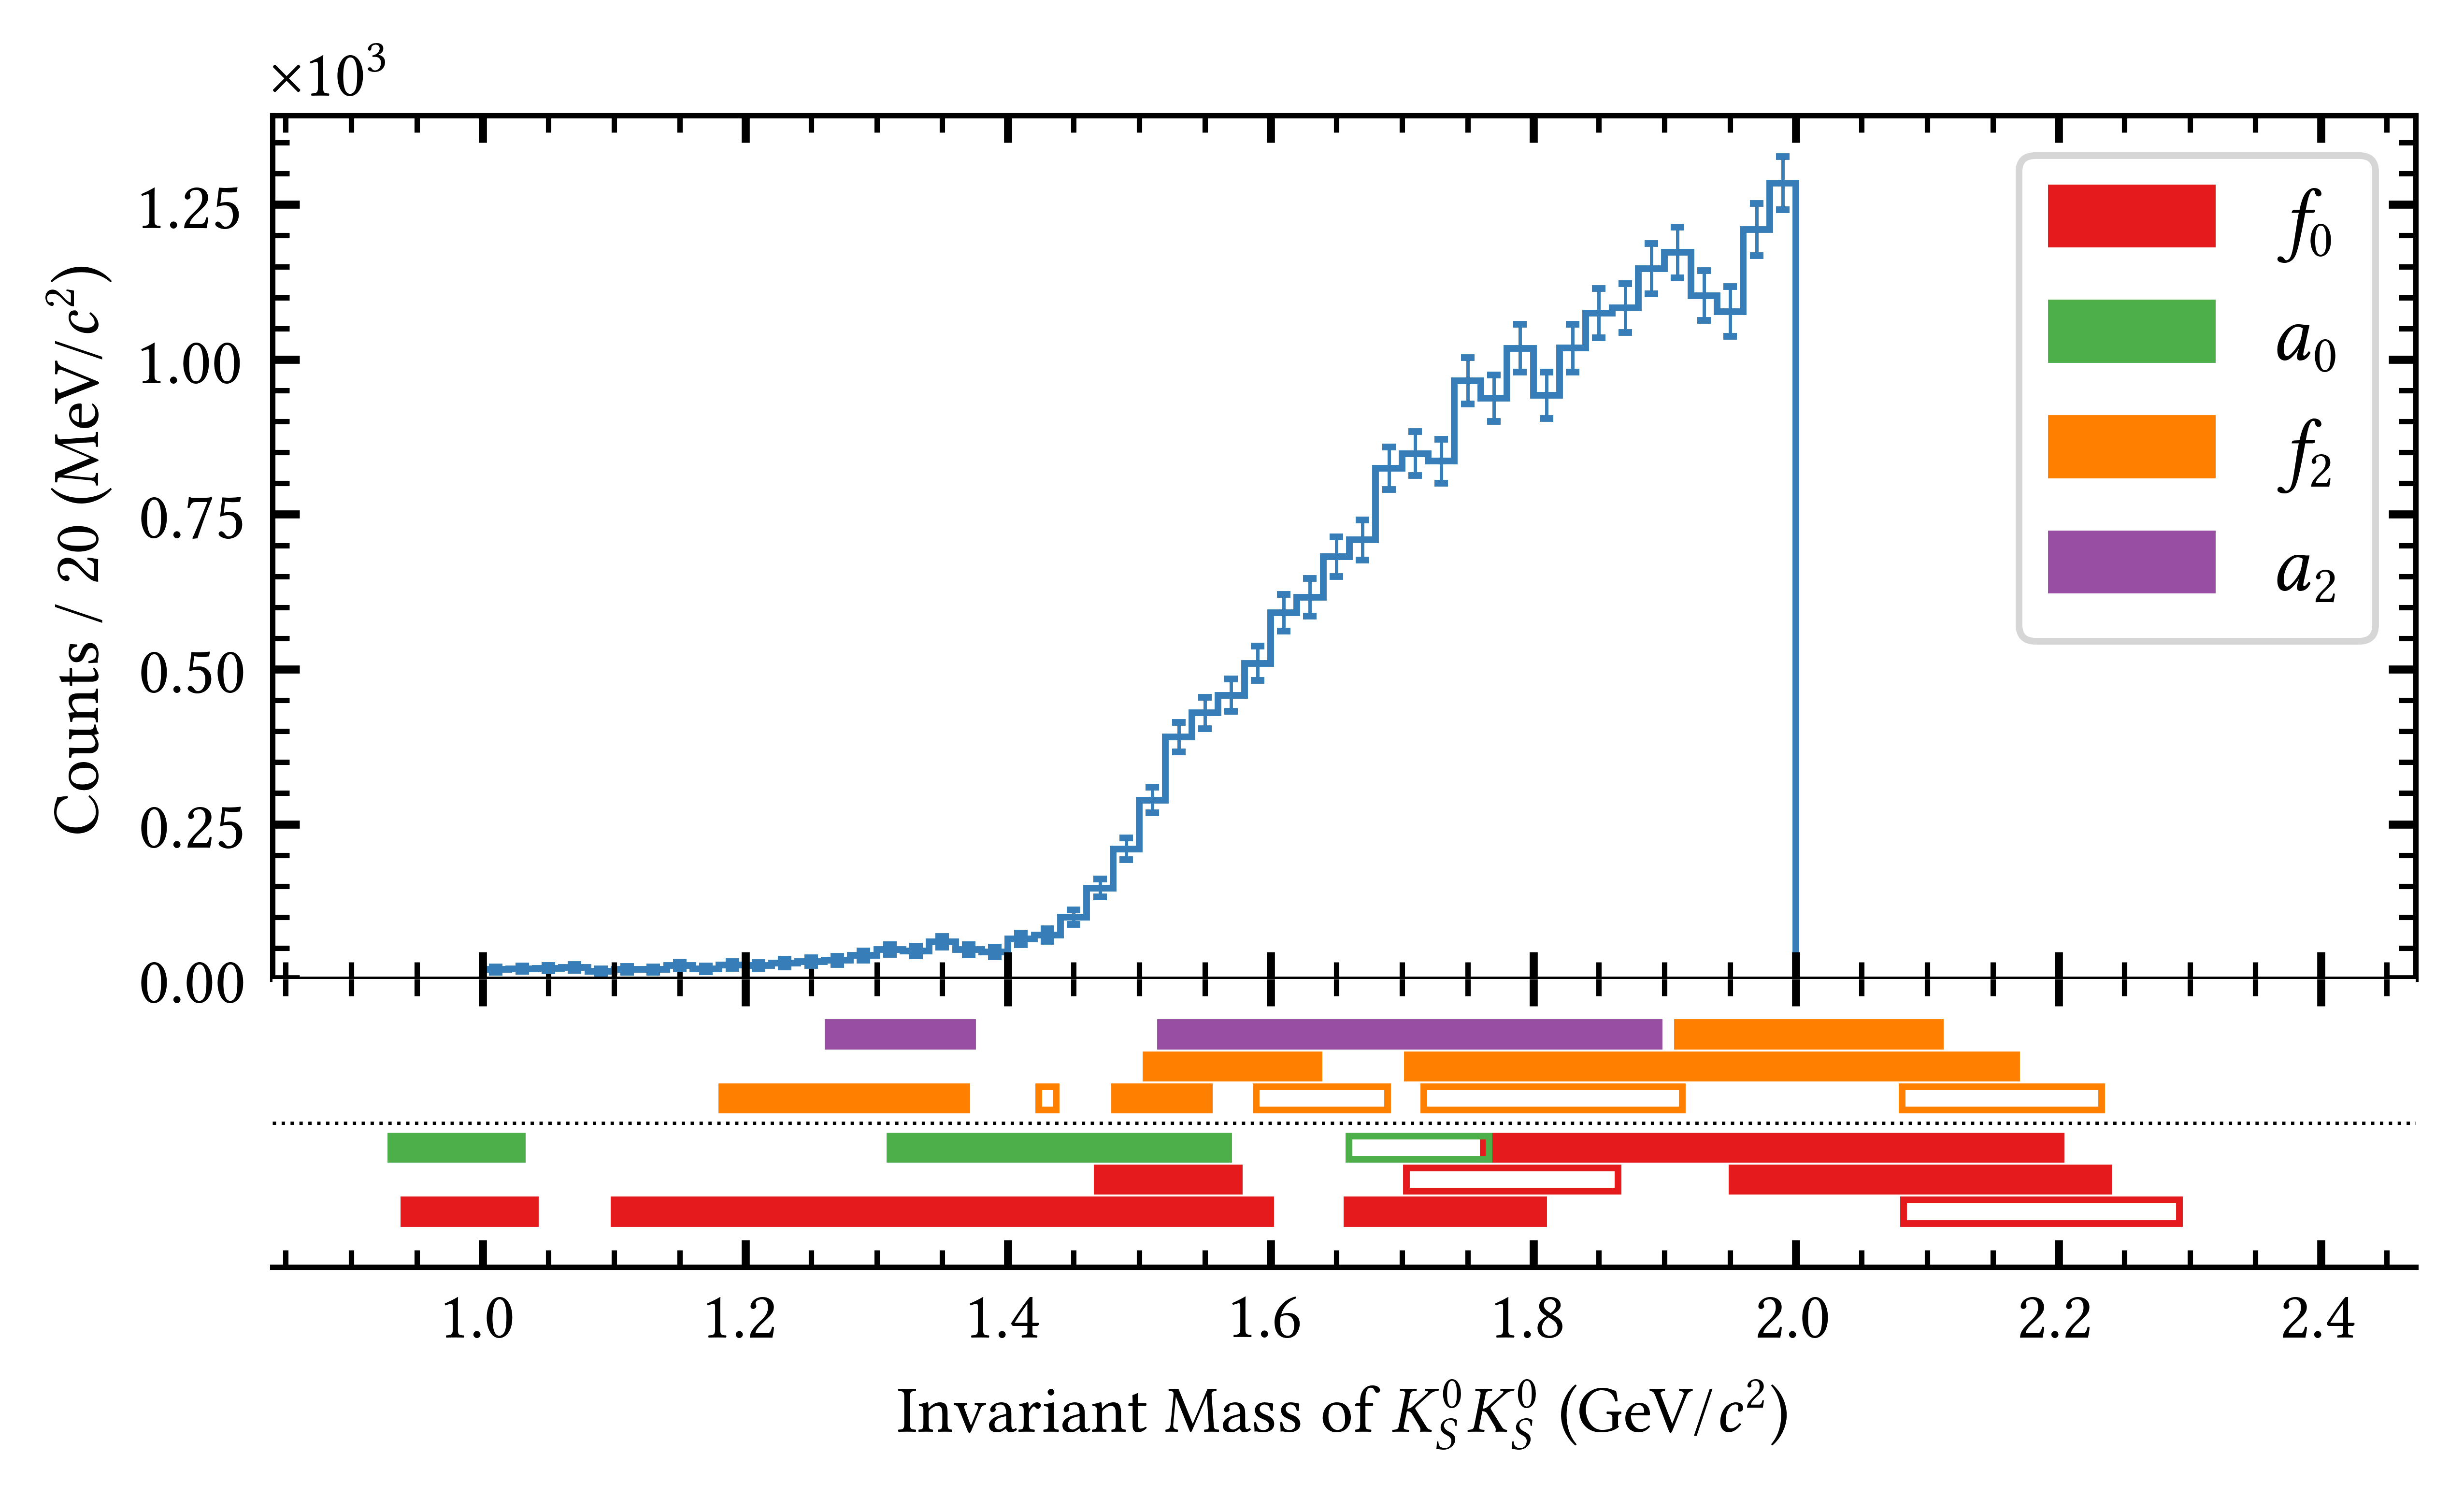 ×10³
1.25
1.00
0.75
0.50
0.25
0.00
Counts / 20 (MeV/c²)
f₀
a₀
f₂
a₂
1.0 1.2 1.4 1.6 1.8 2.0 2.2 2.4
Invariant Mass of K⁰_S K⁰_S (GeV/c²)